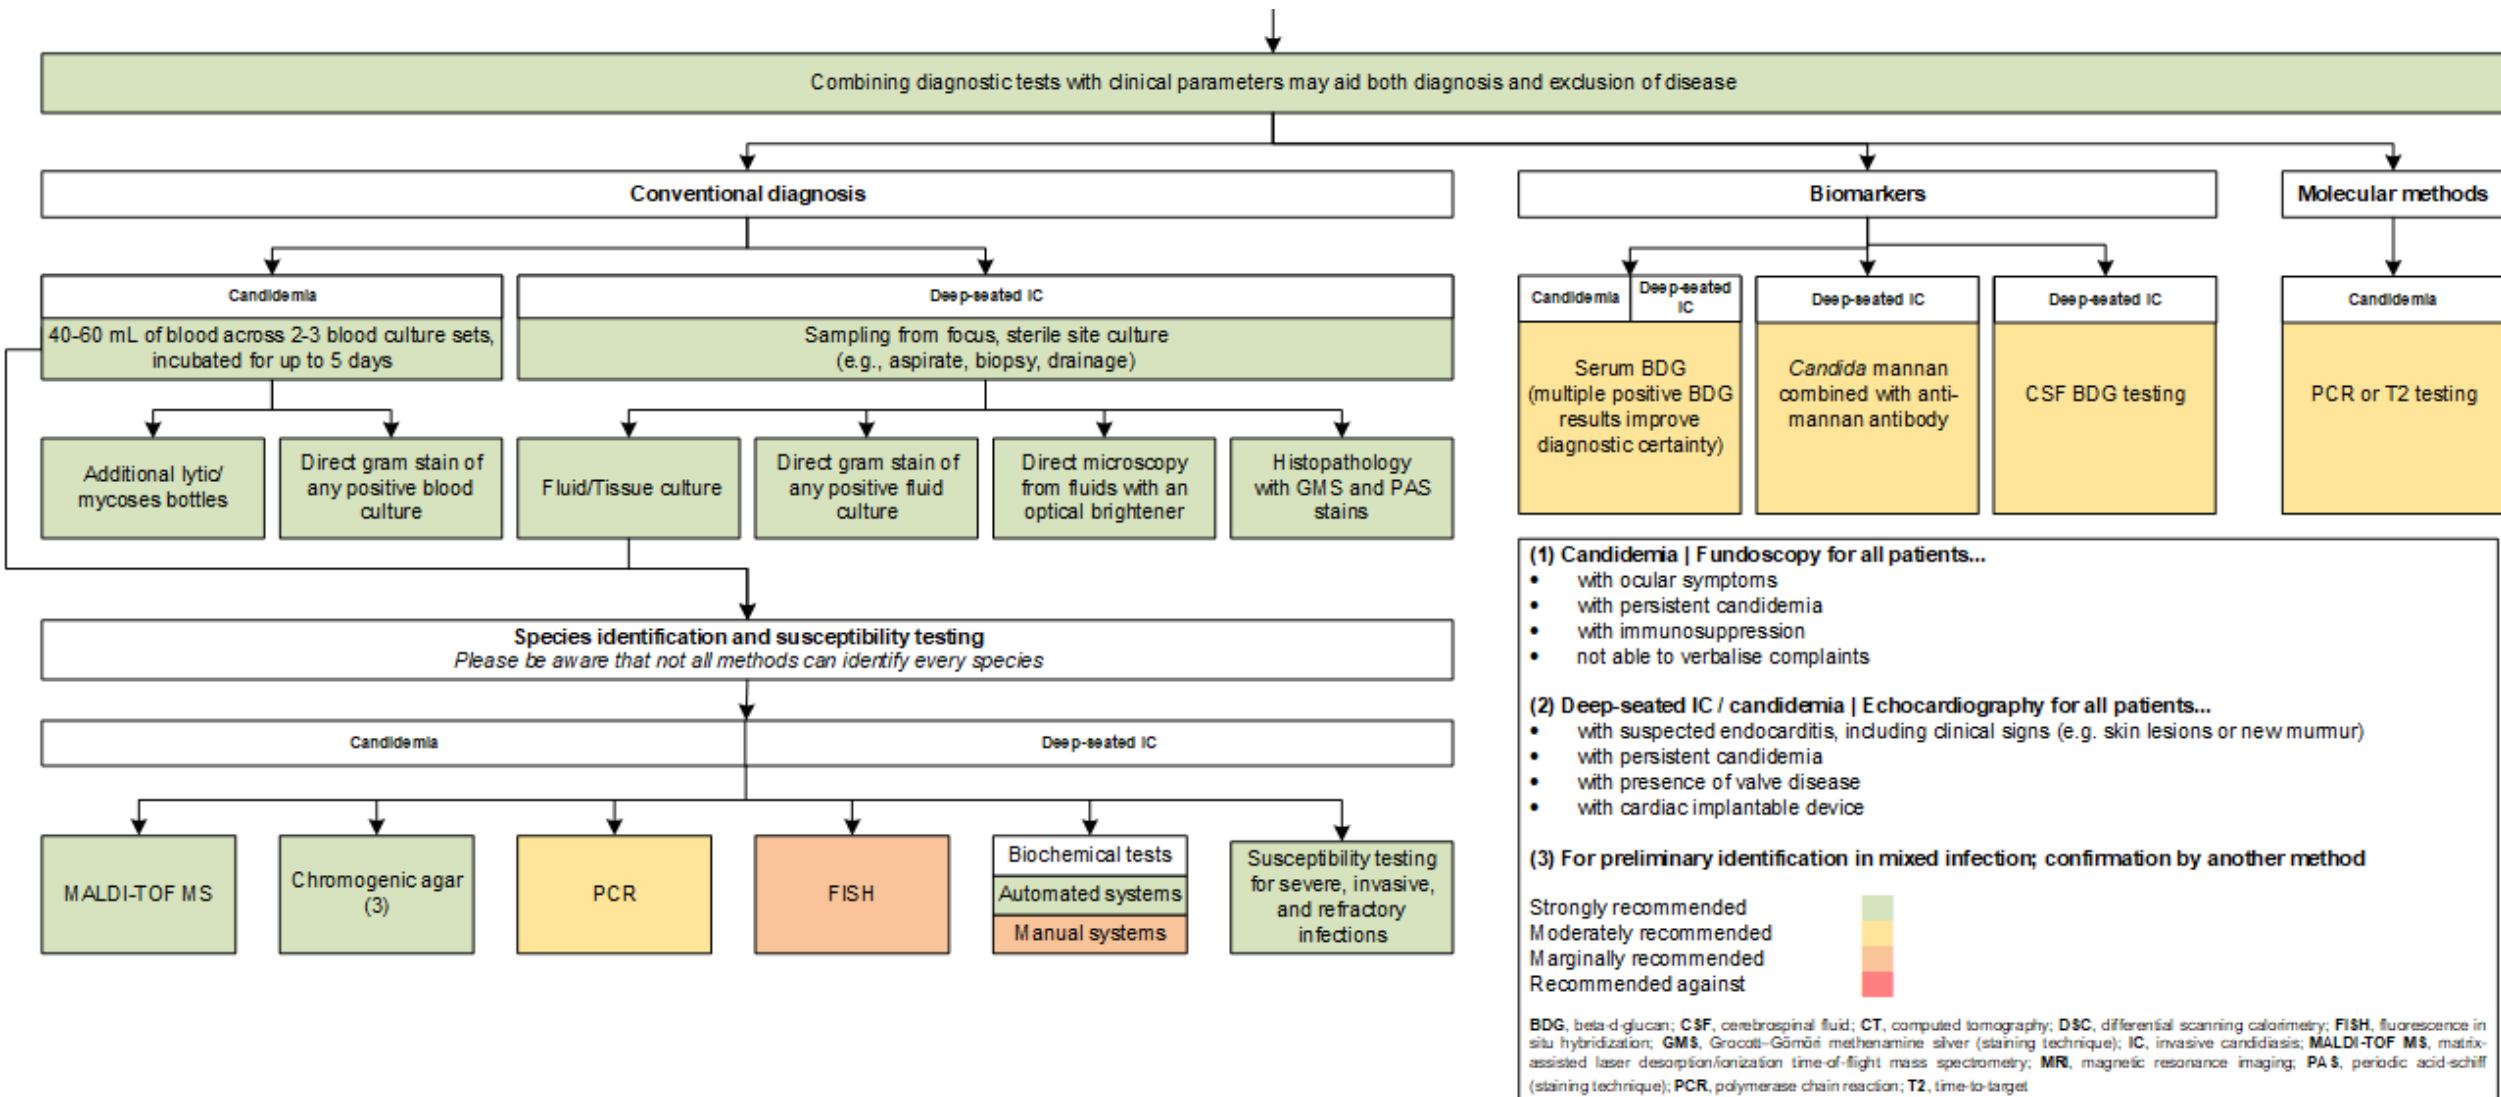 Combining diagnostic tests with clinical parameters may aid both diagnosis and exclusion of disease
Conventional diagnosis
Biomarkers
Molecular methods
Candidemia
Deep-seated IC
Candidemia
Deep-seated
IC
Deep-seated IC
Deep-seated IC
Candidemia
40-60 mL of blood across 2-3 blood culture sets,
incubated for up to 5 days
Sampling from focus, sterile site culture
(e.g., aspirate, biopsy, drainage)
Serum BDG
(multiple positive BDG
results improve
diagnostic certainty)
Candida mannan
combined with anti-
mannan antibody
CSF BDG testing
PCR or T2 testing
Additional lytic/
mycoses bottles
Direct gram stain of
any positive blood
culture
Fluid/Tissue culture
Direct gram stain of
any positive fluid
culture
Direct microscopy
from fluids with an
optical brightener
Histopathology
with GMS and PAS
stains
Species identification and susceptibility testing
Please be aware that not all methods can identify every species
Candidemia
Deep-seated IC
MALDI-TOF MS
Chromogenic agar
(3)
PCR
FISH
Biochemical tests
Automated systems
Manual systems
Susceptibility testing
for severe, invasive,
and refractory
infections
(1) Candidemia | Fundoscopy for all patients...
• with ocular symptoms
• with persistent candidemia
• with immunosuppression
• not able to verbalise complaints
(2) Deep-seated IC / candidemia | Echocardiography for all patients...
• with suspected endocarditis, including clinical signs (e.g. skin lesions or new murmur)
• with persistent candidemia
• with presence of valve disease
• with cardiac implantable device
(3) For preliminary identification in mixed infection; confirmation by another method
Strongly recommended
Moderately recommended
Marginally recommended
Recommended against
BDG, beta-d-glucan; CSF, cerebrospinal fluid; CT, computed tomography; DSC, differential scanning calorimetry; FISH, fluorescence in
situ hybridization; GMS, Grocott–Gömöri methenamine silver (staining technique); IC, invasive candidiasis; MALDI-TOF MS, matrix-
assisted laser desorption/ionization time-of-flight mass spectrometry; MRI, magnetic resonance imaging; PAS, periodic acid-schiff
(staining technique); PCR, polymerase chain reaction; T2, time-to-target